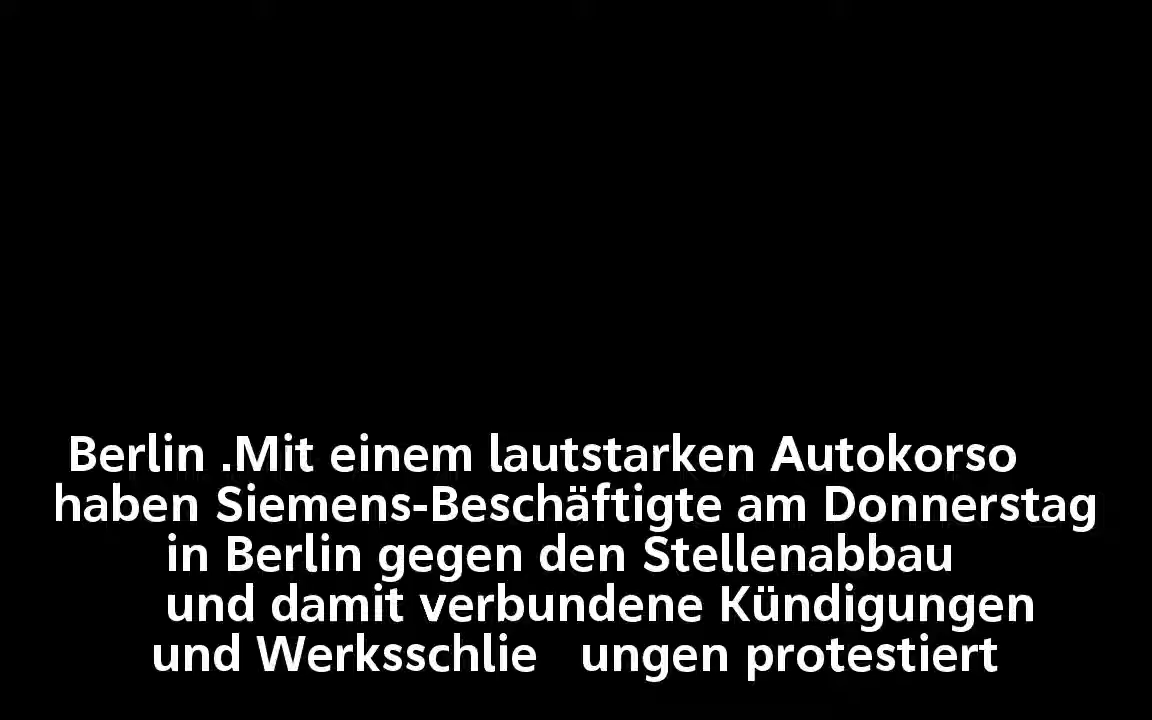 Berlin .Mit einem lautstarken Autokorso
haben Siemens-Beschäftigte am Donnerstag
in Berlin gegen den Stellenabbau
und damit verbundene Kündigungen
und Werksschlie   ungen protestiert